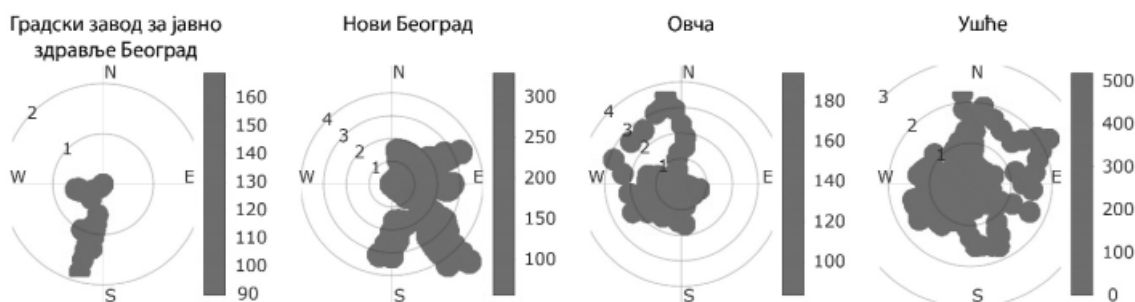 Градски завод за јавно
здравље Београд
N
2
1
W
E
S
160
150
140
130
120
110
100
90
Нови Београд
N
4
3
2
1
W
E
S
300
250
200
150
100
Овча
N
4
3
2
1
W
E
S
180
160
140
120
100
Ушће
N
3
2
1
W
E
S
500
400
300
200
100
0